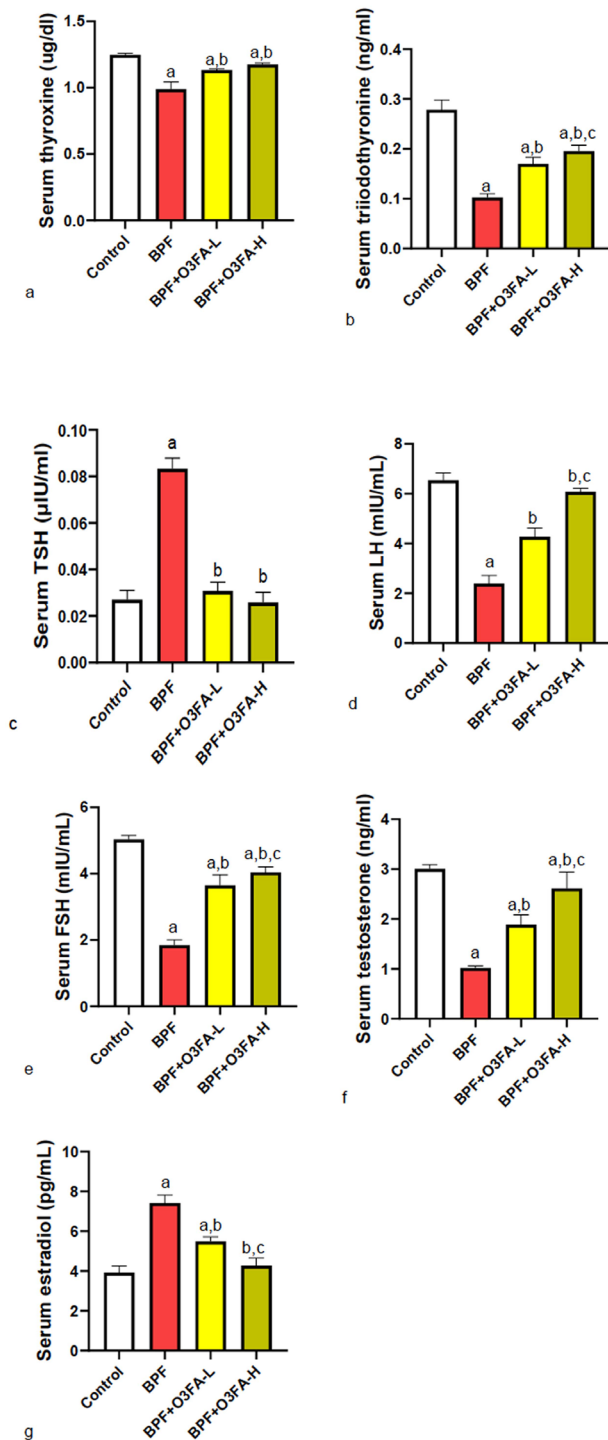 Serum thyroxine (ug/dl)
1.5
1.0
0.5
0.0
a
a,b
a,b
Control
BPF
BPF+O3FA-L
BPF+O3FA-H
a
Serum triiodothyronine (ng/ml)
0.4
0.3
0.2
0.1
0.0
a
a,b
a,b,c
Control
BPF
BPF+O3FA-L
BPF+O3FA-H
b
Serum TSH (µIU/ml)
0.10
0.08
0.06
0.04
0.02
0.00
a
b
b
Control
BPF
BPF+O3FA-L
BPF+O3FA-H
c
Serum LH (mIU/mL)
8
6
4
2
0
a
b
b,c
Control
BPF
BPF+O3FA-L
BPF+O3FA-H
d
Serum FSH (mIU/mL)
6
4
2
0
a
a,b
a,b,c
Control
BPF
BPF+O3FA-L
BPF+O3FA-H
e
Serum testosterone (ng/ml)
4
3
2
1
0
a
a,b
a,b,c
Control
BPF
BPF+O3FA-L
BPF+O3FA-H
f
Serum estradiol (pg/mL)
10
8
6
4
2
0
a
a,b
b,c
Control
BPF
BPF+O3FA-L
BPF+O3FA-H
g